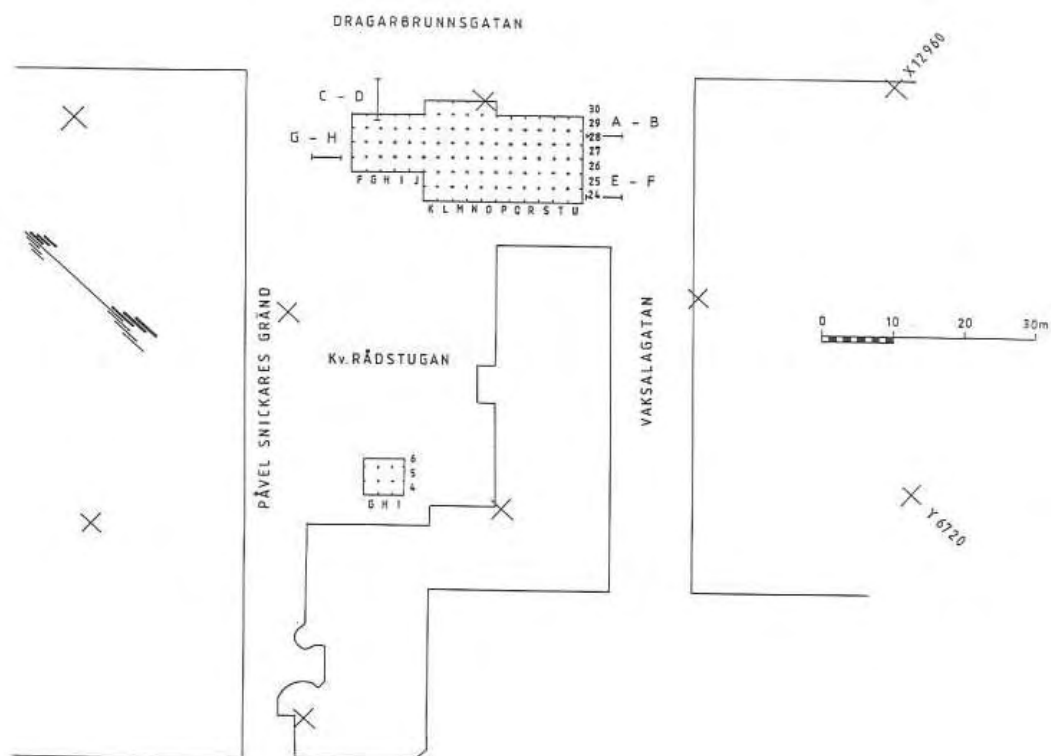 DRAGARBRUNNSGATAN
X 12960
C - D
30
29
A - B
28
G - H
27
26
25
E - F
24
F G H I J
K L M N O P Q R S T U
PÅVEL SNICKARES GRÄND
VAKSALAGATAN
0 10 20 30m
Kv. RÅDSTUGAN
6
5
4
G H I
Y 6720